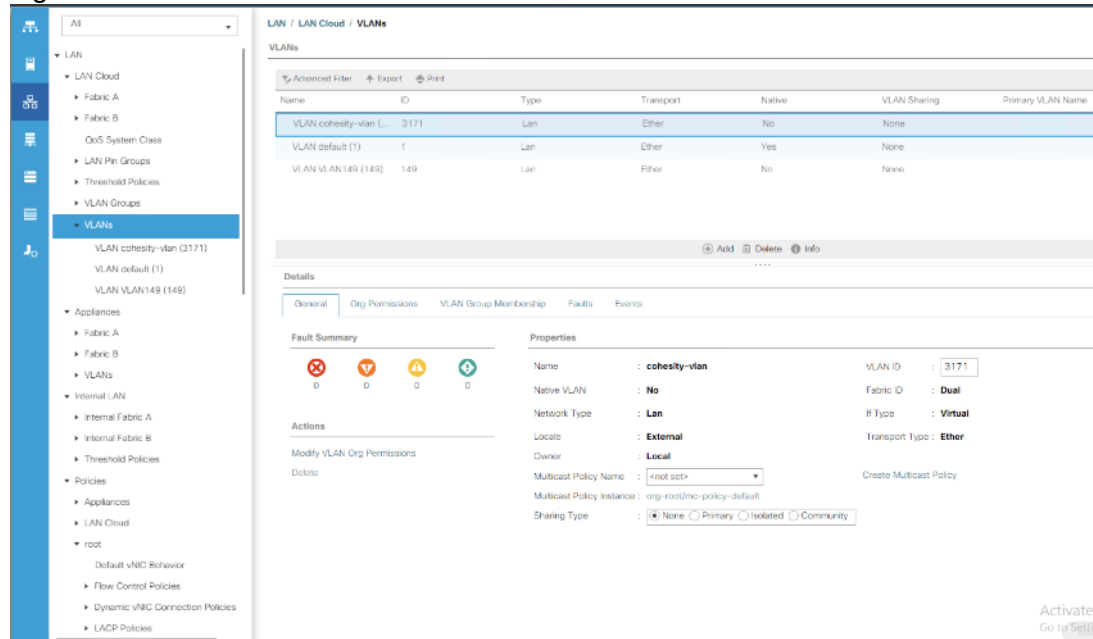 All
LAN / LAN Cloud / VLANs
LAN
LAN Cloud
Fabric A
Fabric B
QoS System Class
LAN Pin Groups
Threshold Policies
VLAN Groups
VLANs
VLAN cohesity-vlan (3171)
VLAN default (1)
VLAN VLAN149 (149)
Appliances
Fabric A
Fabric B
VLANs
Internal LAN
Internal Fabric A
Internal Fabric B
Threshold Policies
Policies
Appliances
LAN Cloud
root
Default vNIC Behavior
Flow Control Policies
Dynamic vNIC Connection Policies
LACP Policies
VLANs
Advanced Filter Export Print
Name ID Type Transport Native VLAN Sharing Primary VLAN Name
VLAN cohesity-vlan (... 3171 Lan Ether No None
VLAN default (1) 1 Lan Ether Yes None
VLAN VLAN149 (149) 149 Lan Ether No None
Add Delete Info
Details
General Org Permissions VLAN Group Membership Faults Events
Fault Summary
0 0 0 0
Actions
Modify VLAN Org Permissions
Delete
Properties
Name : cohesity-vlan VLAN ID : 3171
Native VLAN : No Fabric ID : Dual
Network Type : Lan If Type : Virtual
Locale : External Transport Type : Ether
Owner : Local
Multicast Policy Name : <not set> Create Multicast Policy
Multicast Policy Instance : org-root/mc-policy-default
Sharing Type : None Primary Isolated Community
Activate